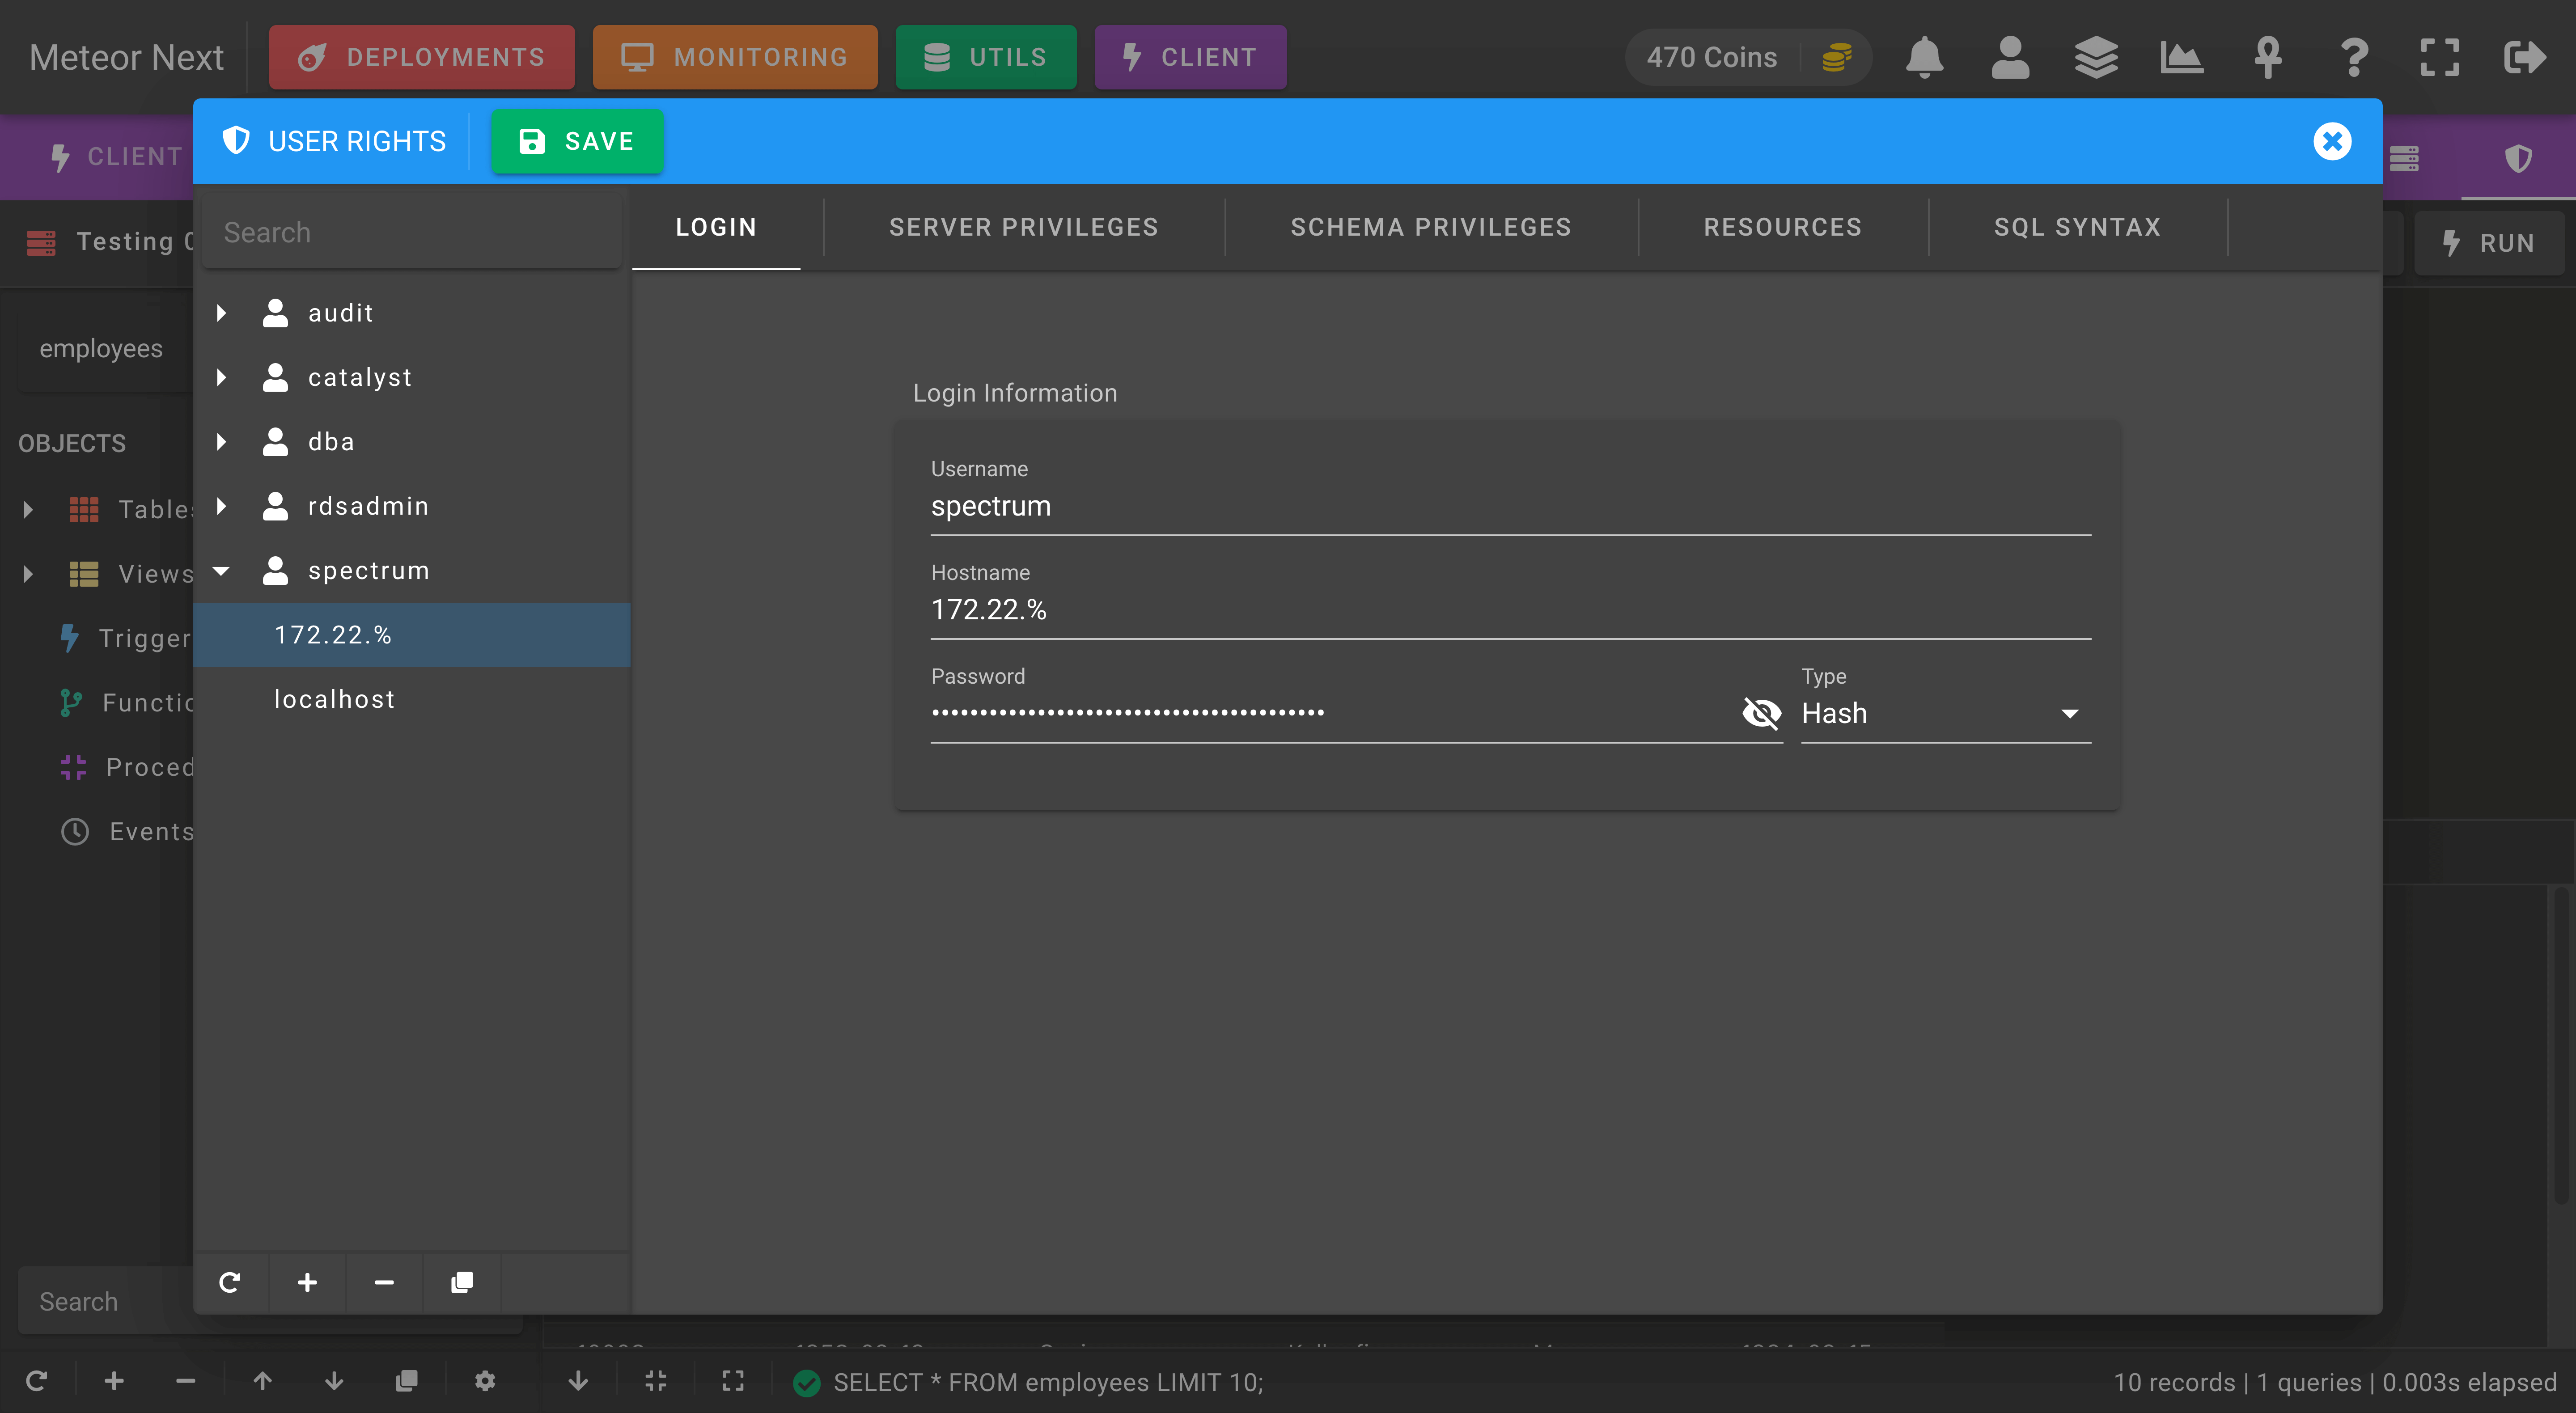 Meteor Next
DEPLOYMENTS
MONITORING
UTILS
CLIENT
470 Coins
CLIENT
USER RIGHTS
SAVE
Testing
RUN
Search
LOGIN
SERVER PRIVILEGES
SCHEMA PRIVILEGES
RESOURCES
SQL SYNTAX
employees
OBJECTS
Tables
Views
Trigger
Functio
Proced
Events
Search
audit
catalyst
dba
rdsadmin
spectrum
172.22.%
localhost
Login Information
Username
spectrum
Hostname
172.22.%
Password
••••••••••••••••••••••••••••••••••••••••
Type
Hash
SELECT * FROM employees LIMIT 10;
10 records | 1 queries | 0.003s elapsed